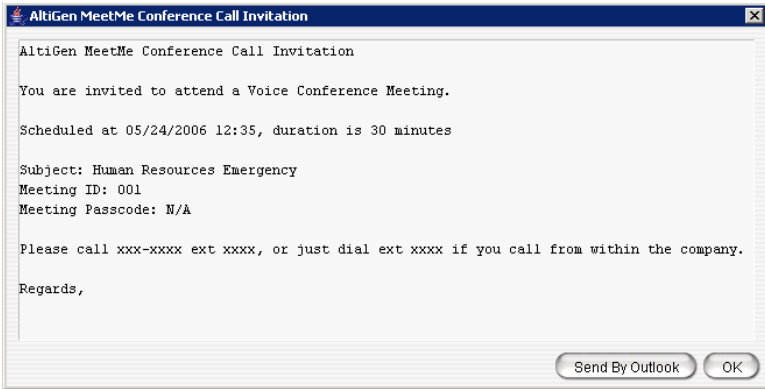 AltiGen MeetMe Conference Call Invitation
AltiGen MeetMe Conference Call Invitation
You are invited to attend a Voice Conference Meeting.
Scheduled at 05/24/2006 12:35, duration is 30 minutes
Subject: Human Resources Emergency
Meeting ID: 001
Meeting Passcode: N/A
Please call xxx-xxxx ext xxxx, or just dial ext xxxx if you call from within the company.
Regards,
Send By Outlook
OK